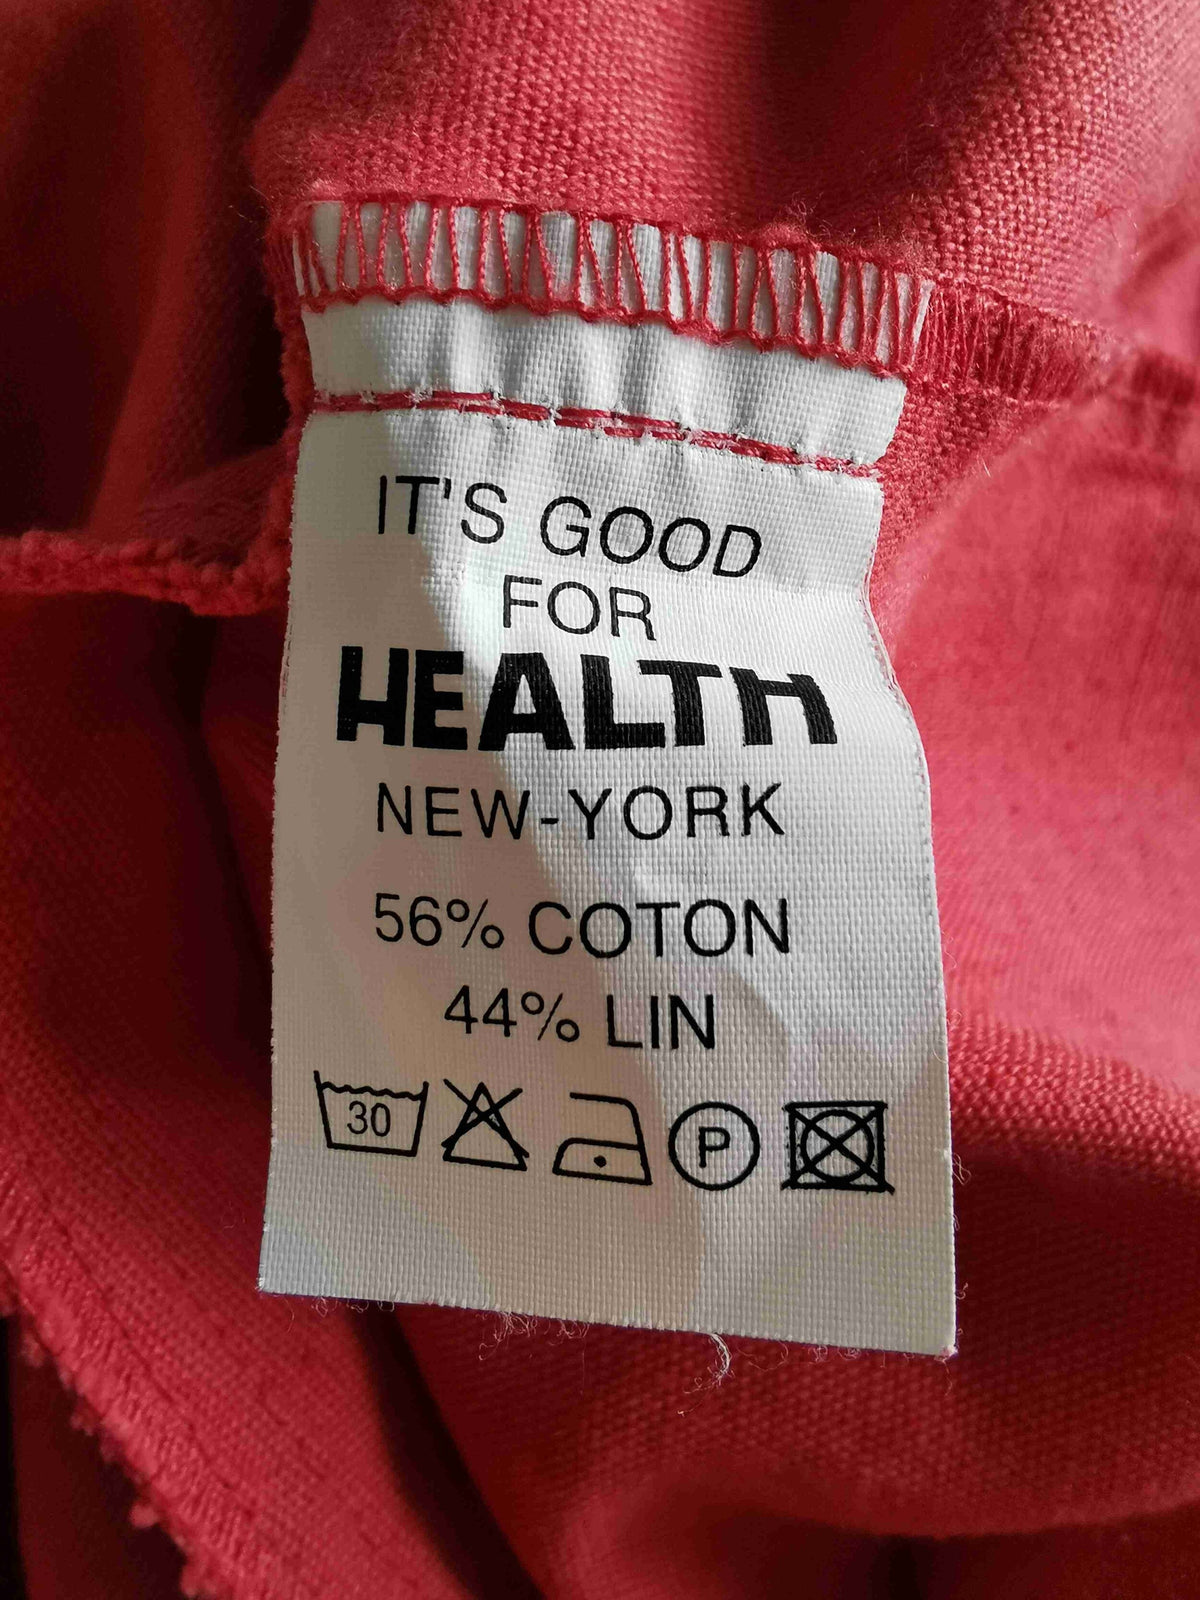 IT'S GOOD
FOR
HEALTH
NEW-YORK
56% COTON
44% LIN
30 P